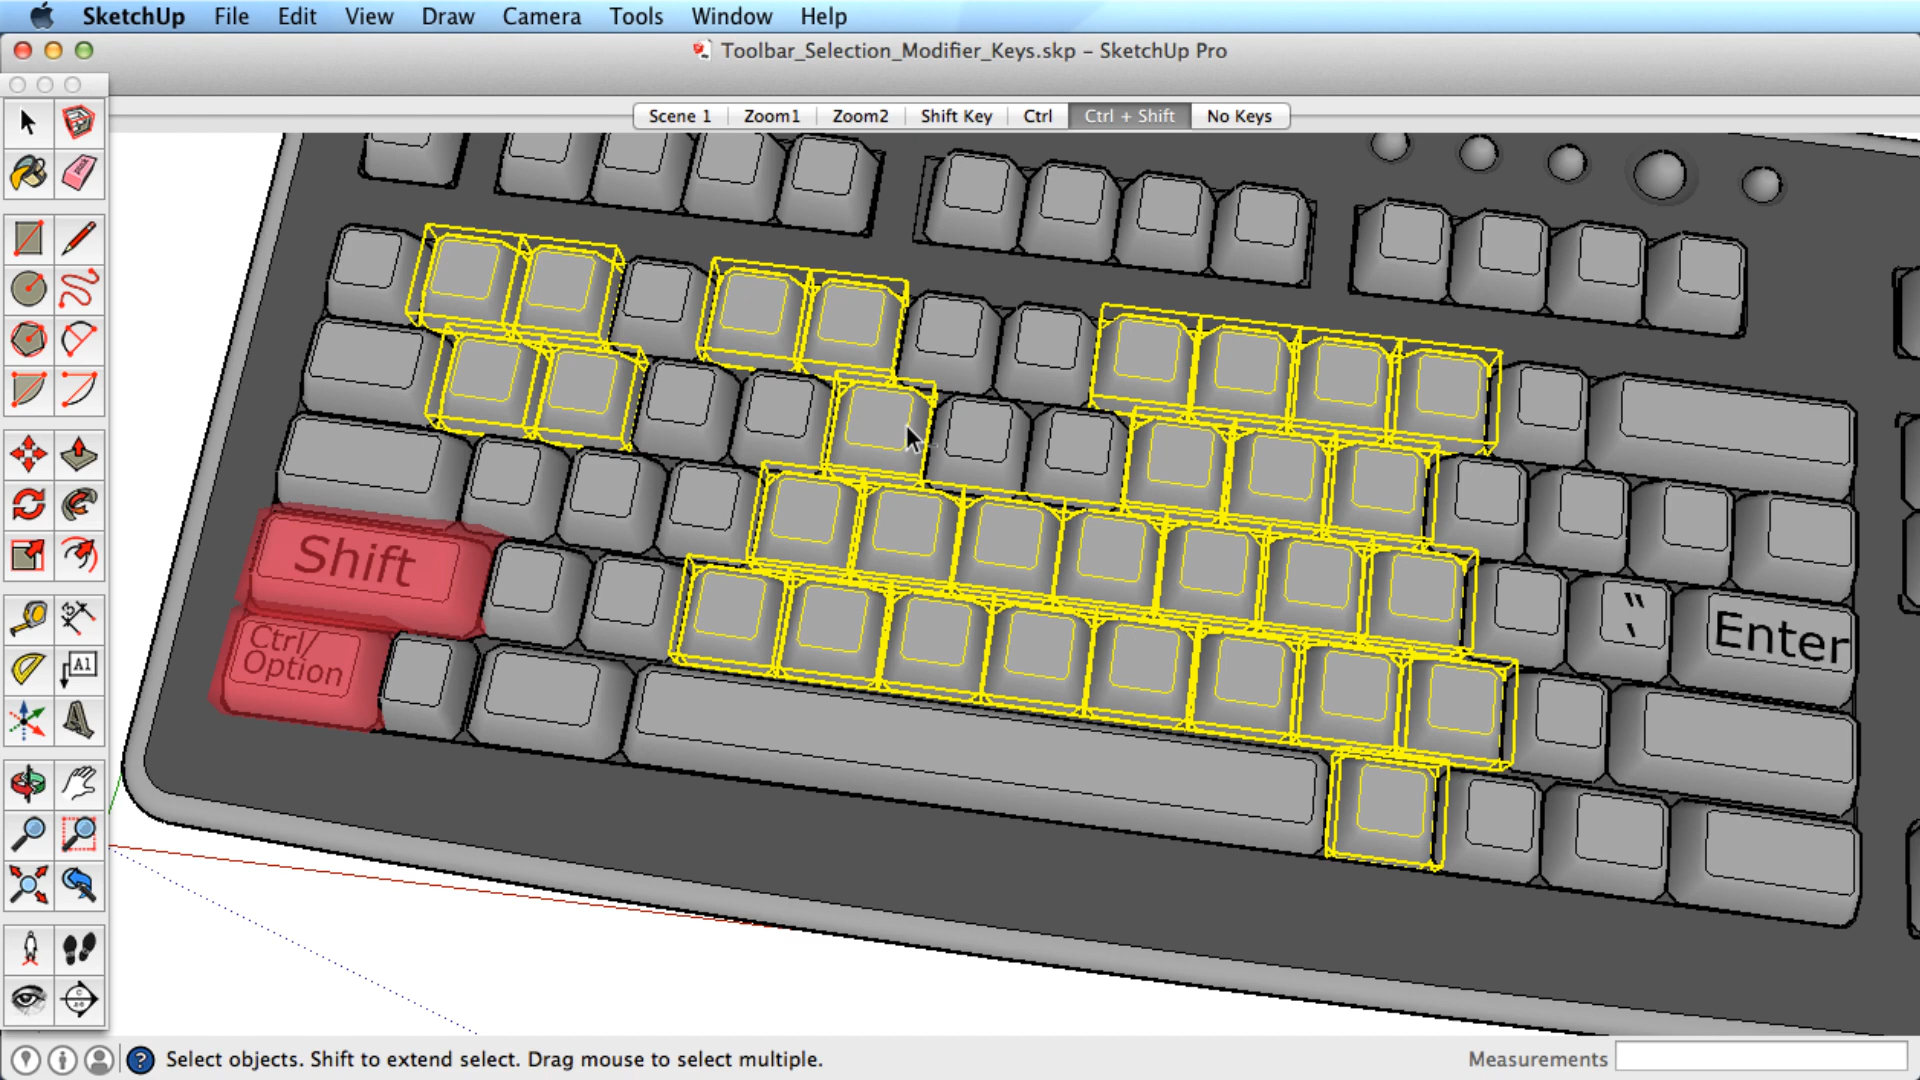 SketchUp File Edit View Draw Camera Tools Window Help
Toolbar_Selection_Modifier_Keys.skp – SketchUp Pro
Scene 1 Zoom1 Zoom2 Shift Key Ctrl Ctrl + Shift No Keys
Shift
Ctrl/
Option
Enter
A1
Select objects. Shift to extend select. Drag mouse to select multiple.
Measurements